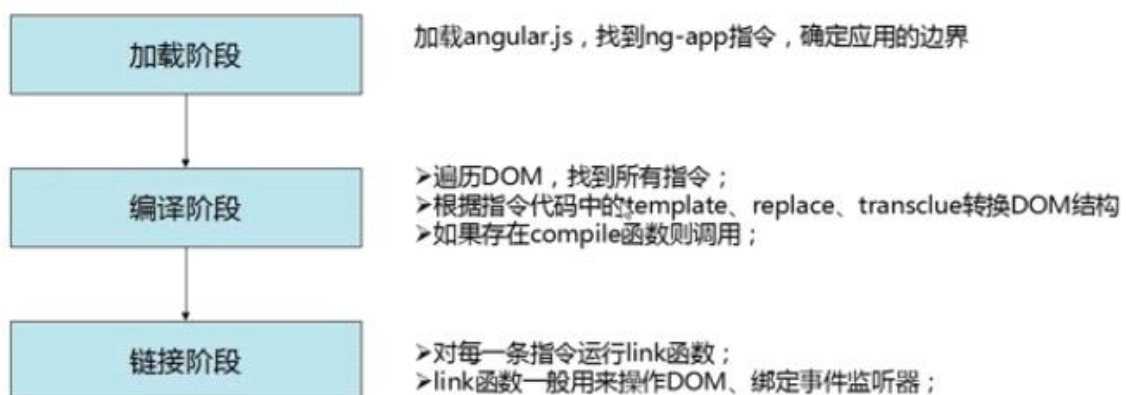 加载阶段
加载angular.js，找到ng-app指令，确定应用的边界
编译阶段
➢遍历DOM，找到所有指令；
➢根据指令代码中的template、replace、transclue转换DOM结构
➢如果存在compile函数则调用；
链接阶段
➢对每一条指令运行link函数；
➢link函数一般用来操作DOM、绑定事件监听器；